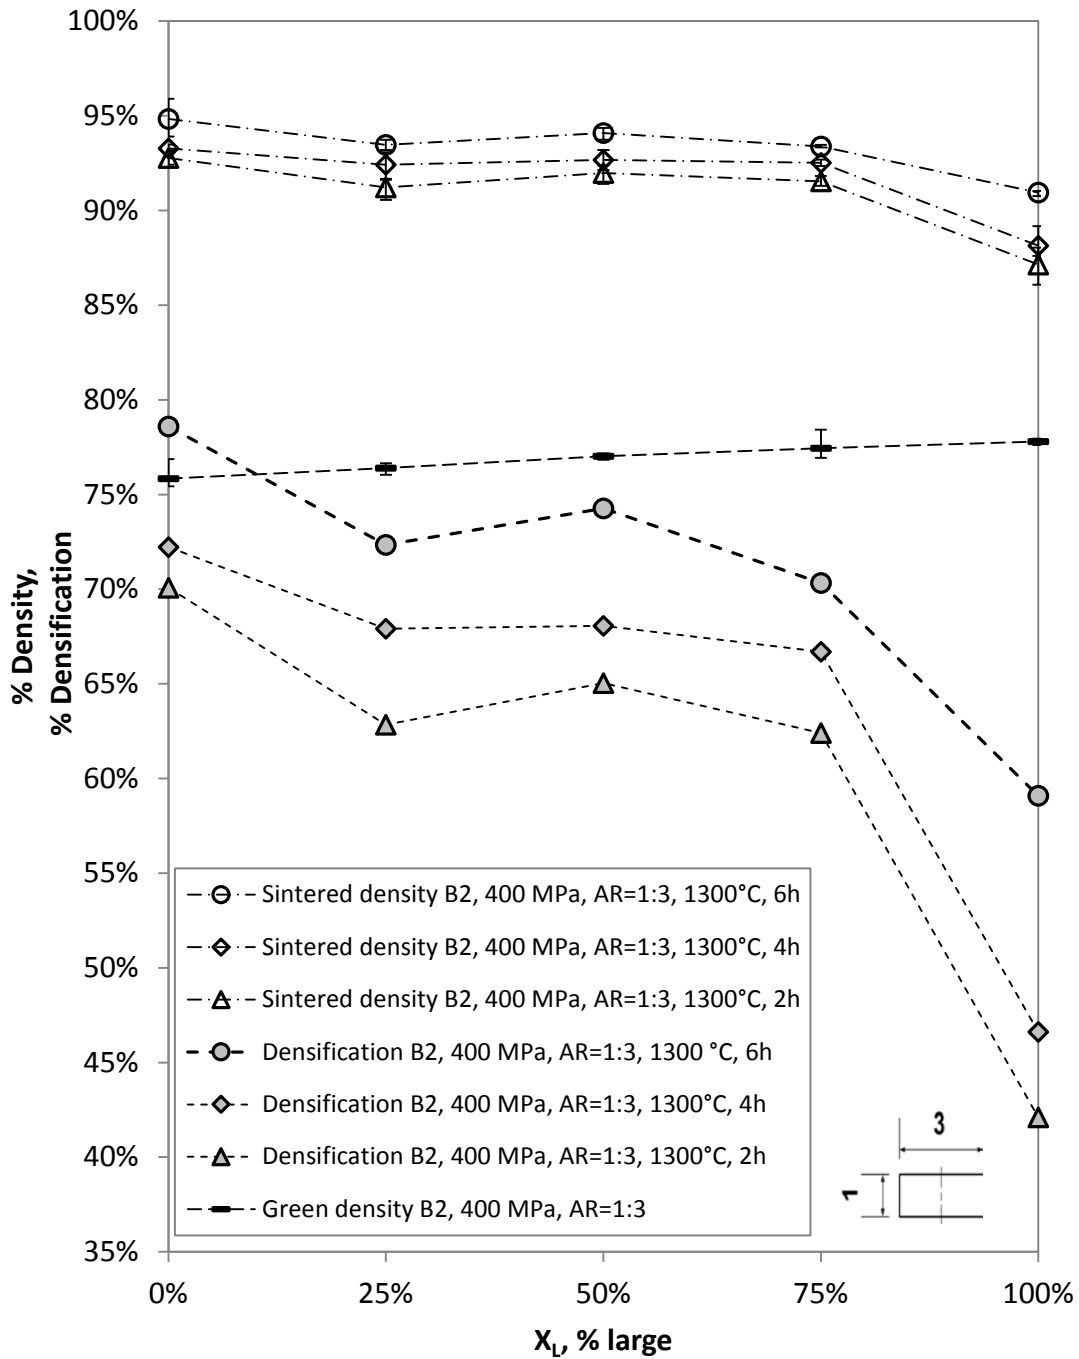 100%
95%
90%
85%
80%
75%
70%
65%
60%
55%
50%
45%
40%
35%
% Density,
% Densification
Sintered density B2, 400 MPa, AR=1:3, 1300°C, 6h
Sintered density B2, 400 MPa, AR=1:3, 1300°C, 4h
Sintered density B2, 400 MPa, AR=1:3, 1300°C, 2h
Densification B2, 400 MPa, AR=1:3, 1300 °C, 6h
Densification B2, 400 MPa, AR=1:3, 1300°C, 4h
Densification B2, 400 MPa, AR=1:3, 1300°C, 2h
Green density B2, 400 MPa, AR=1:3
3
1
0%
25%
50%
75%
100%
XL, % large